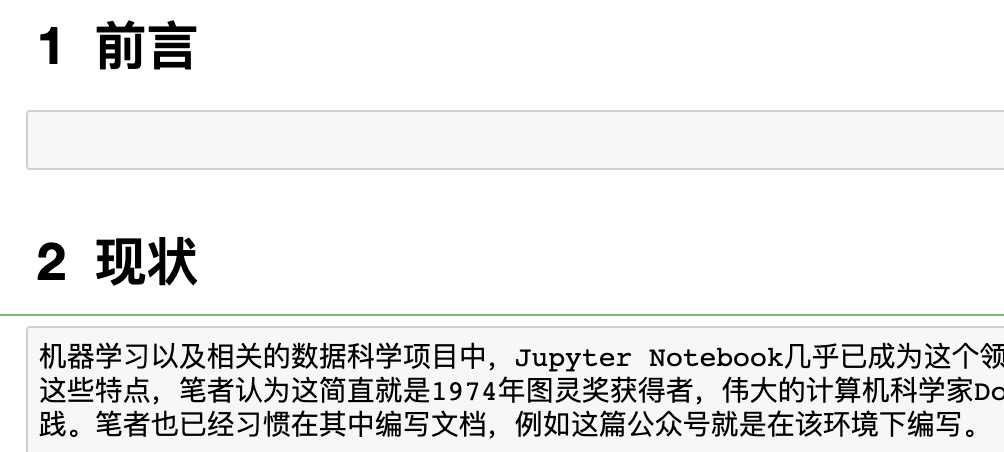 1 前言
2 现状
机器学习以及相关的数据科学项目中，Jupyter Notebook几乎已成为这个领
这些特点，笔者认为这简直就是1974年图灵奖获得者，伟大的计算机科学家Do
践。笔者也已经习惯在其中编写文档，例如这篇公众号就是在该环境下编写。